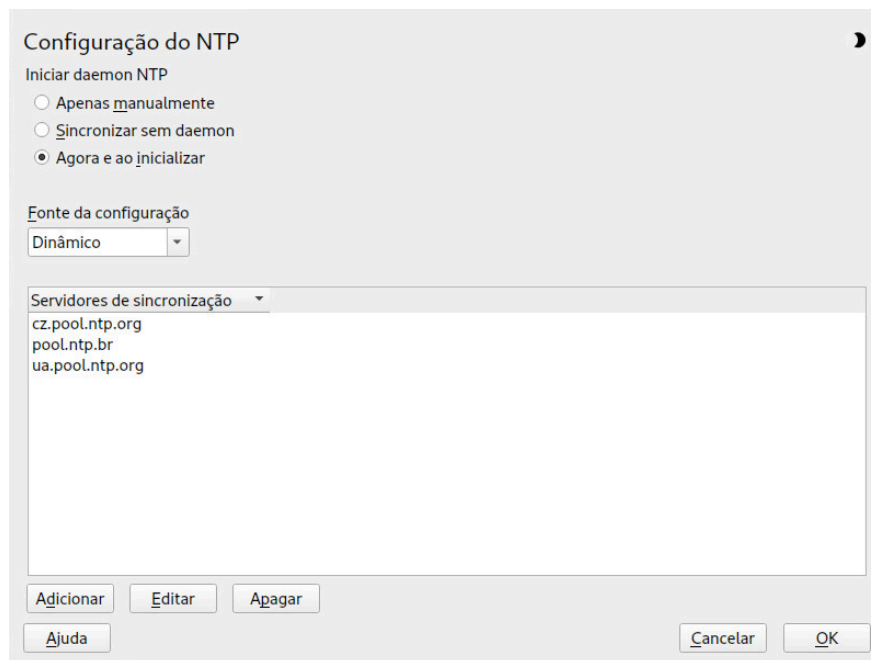 Configuração do NTP
Iniciar daemon NTP
Apenas manualmente
Sincronizar sem daemon
Agora e ao inicializar
Fonte da configuração
Dinâmico
Servidores de sincronização
cz.pool.ntp.org
pool.ntp.br
ua.pool.ntp.org
Adicionar Editar Apagar
Ajuda Cancelar OK